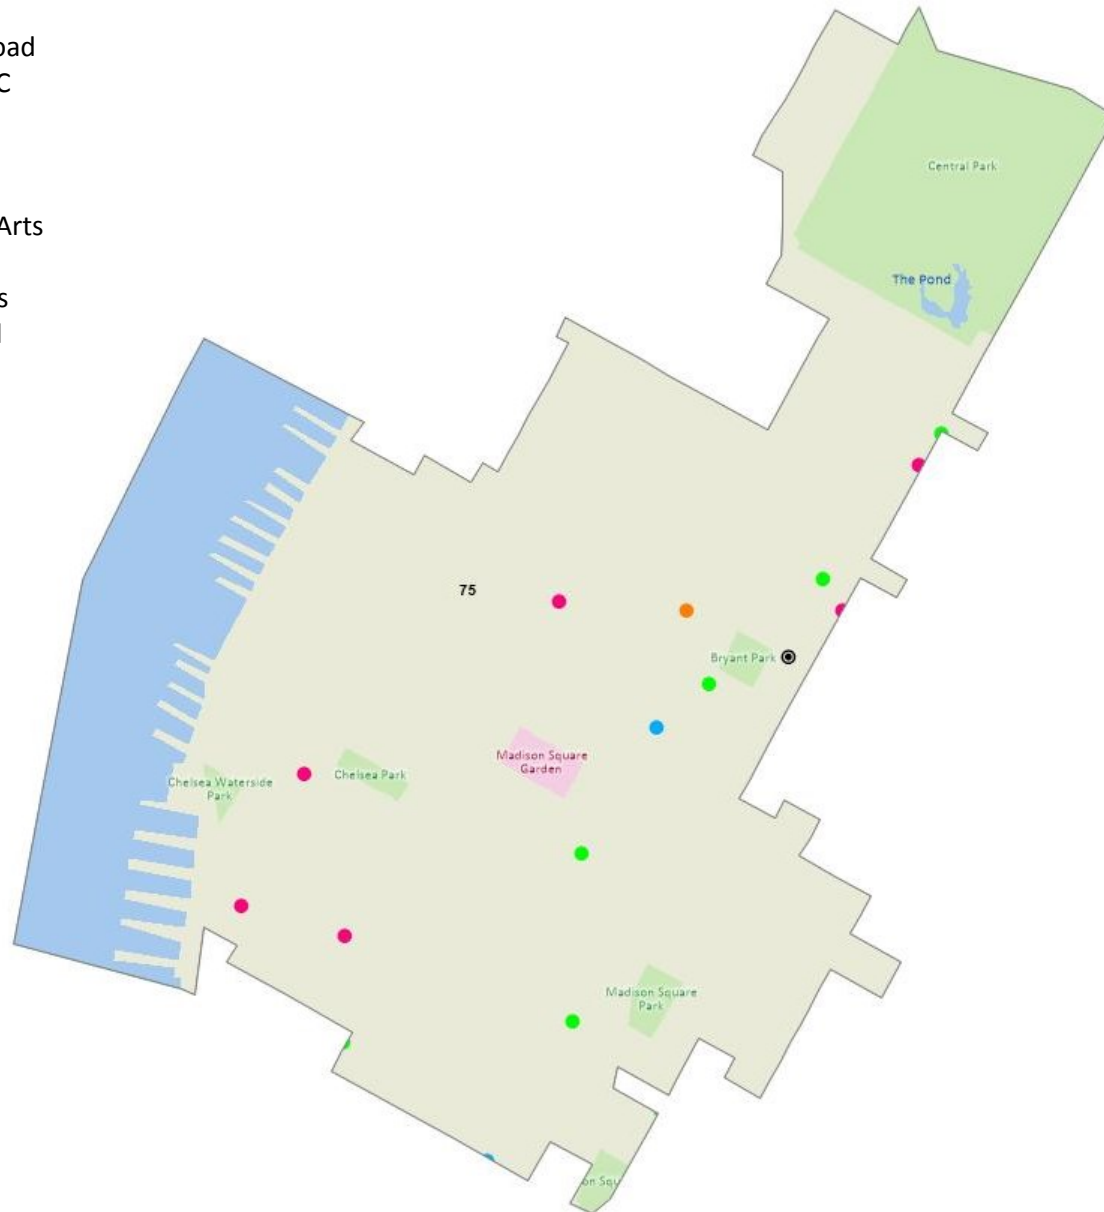 oad
C
Arts
s
l
Central Park
The Pond
75
Bryant Park
Madison Square
Garden
Chelsea Park
Chelsea Waterside
Park
Madison Square
Park
on Squ